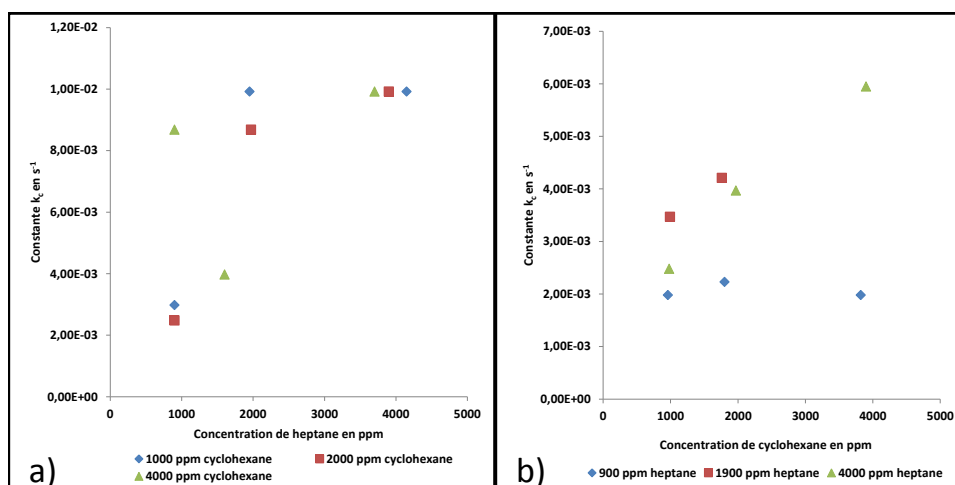 1,20E-02
1,00E-02
8,00E-03
6,00E-03
4,00E-03
2,00E-03
0,00E+00
Constante kc en s-1
0 1000 2000 3000 4000 5000
Concentration de heptane en ppm
1000 ppm cyclohexane 2000 ppm cyclohexane
4000 ppm cyclohexane
a)
7,00E-03
6,00E-03
5,00E-03
4,00E-03
3,00E-03
2,00E-03
1,00E-03
0,00E+00
Constante kc en s-1
0 1000 2000 3000 4000 5000
Concentration de cyclohexane en ppm
900 ppm heptane 1900 ppm heptane 4000 ppm heptane
b)